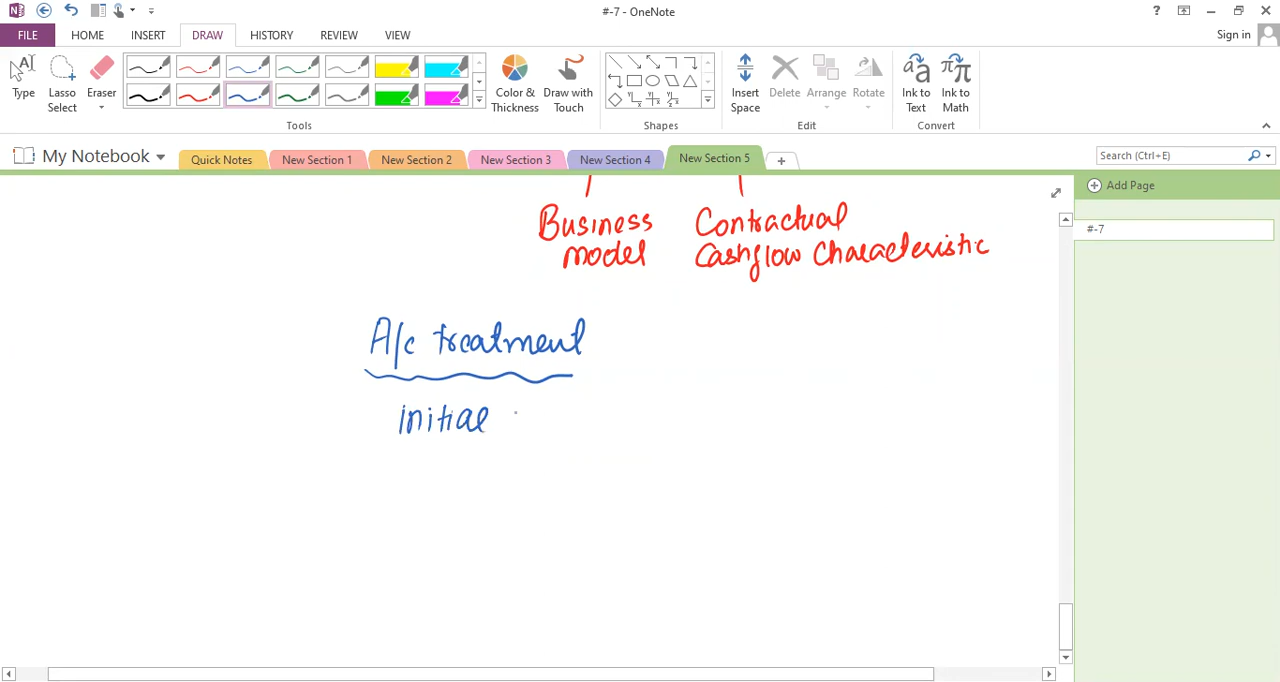 #-7 - OneNote
Sign in
FILE HOME INSERT DRAW HISTORY REVIEW VIEW
Type
Lasso Select
Eraser
Color & Thickness
Draw with Touch
Insert Space
Delete
Arrange
Rotate
Ink to Text
Ink to Math
Tools
Shapes
Edit
Convert
My Notebook
Quick Notes
New Section 1
New Section 2
New Section 3
New Section 4
New Section 5
Search (Ctrl+E)
Add Page
#-7
Business model
Contractual Cashflow Characteristic
A/c treatment
initial